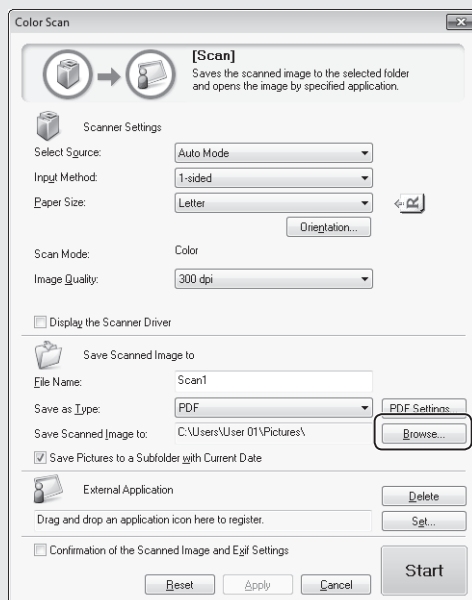 Color Scan
[Scan]
Saves the scanned image to the selected folder
and opens the image by specified application.
Scanner Settings
Select Source: Auto Mode
Input Method: 1-sided
Paper Size: Letter
R
Orientation...
Scan Mode: Color
Image Quality: 300 dpi
Display the Scanner Driver
Save Scanned Image to
File Name: Scan1
Save as Type: PDF PDF Settings...
Save Scanned Image to: C:\Users\User 01\Pictures\ Browse...
Save Pictures to a Subfolder with Current Date
External Application Delete
Drag and drop an application icon here to register. Set...
Confirmation of the Scanned Image and Exif Settings
Reset Apply Cancel Start